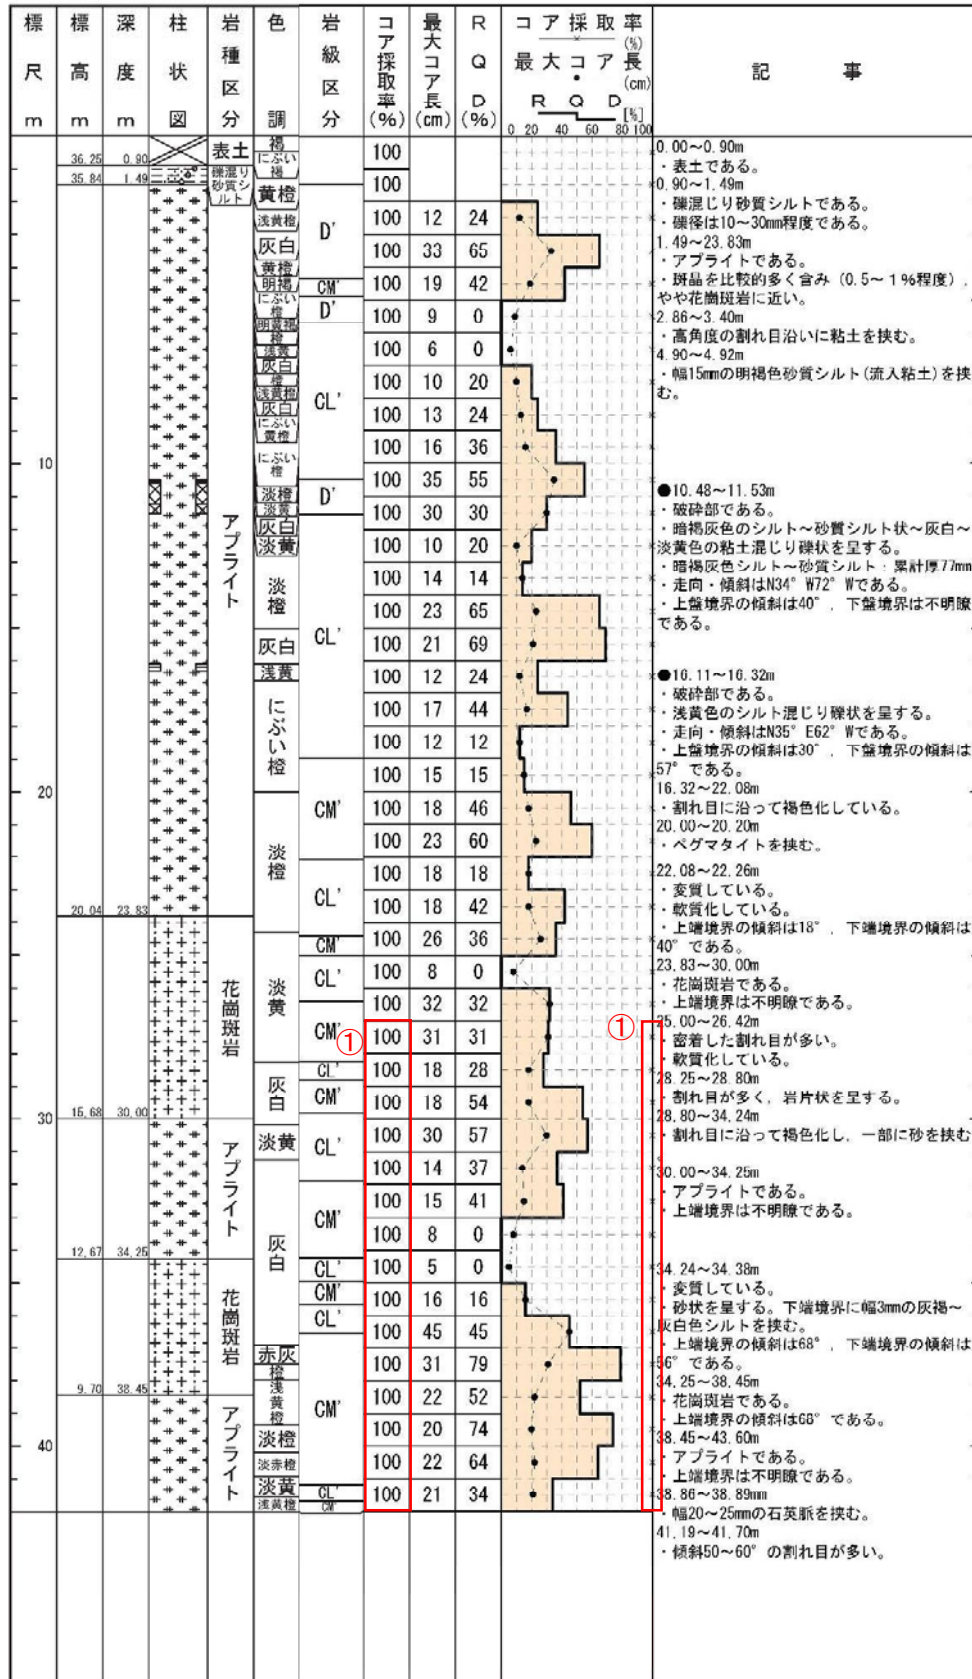 標尺 m
標高 m
深度 m
柱状図
岩種区分
色調
岩級区分
コア採取率 (%)
最大コア長 (cm)
RQD (%)
コア採取率 (%)
最大コア長 (cm)
RQD [%]
0 20 40 60 80 100
記事
36.25 0.90 表土 褐 100
35.84 1.49 礫混り砂質シルト にぶい褐 100
黄橙
浅黄橙 D' 100 12 24
灰白 100 33 65
黄橙
明褐 CM' 100 19 42
にぶい橙 D' 100 9 0
明黄褐
橙
浅黄 100 6 0
灰白
橙 CL' 100 10 20
浅黄橙
灰白 100 13 24
にぶい黄橙 100 16 36
10 にぶい橙 100 35 55
淡橙 D' 100 30 30
淡黄
灰白
淡黄 100 10 20
アプライト 100 14 14
淡橙 100 23 65
灰白 CL' 100 21 69
浅黄 100 12 24
にぶい橙 100 17 44
100 12 12
100 15 15
20 CM' 100 18 46
淡橙 100 23 60
100 18 18
20.04 23.83 CL' 100 18 42
CM' 100 26 36
淡黄 CL' 100 8 0
花崗斑岩 100 32 32
CM' ① 100 31 31 ①
CL' 100 18 28
灰白 CM' 100 18 54
30 15.68 30.00
淡黄 CL' 100 30 57
アプライト 100 14 37
CM' 100 15 41
灰白 100 8 0
12.67 34.25 CL' 100 5 0
CM' 100 16 16
花崗斑岩 CL' 100 45 45
赤灰 100 31 79
橙
9.70 38.45 浅黄橙 CM' 100 22 52
アプライト 淡橙 100 20 74
40 淡赤橙 100 22 64
淡黄 CL' 100 21 34
浅黄橙 CM'
0.00～0.90m
・表土である。
0.90～1.49m
・礫混じり砂質シルトである。
・礫径は10～30mm程度である。
1.49～23.83m
・アプライトである。
・斑晶を比較的多く含み（0.5～１%程度），
やや花崗斑岩に近い。
2.86～3.40m
・高角度の割れ目沿いに粘土を挟む。
4.90～4.92m
・幅15mmの明褐色砂質シルト(流入粘土)を挟
む。
●10.48～11.53m
・破砕部である。
・暗褐灰色のシルト～砂質シルト状～灰白～
淡黄色の粘土混じり礫状を呈する。
・暗褐灰色シルト～砂質シルト：累計厚77mm
・走向・傾斜はN34°W72°Wである。
・上盤境界の傾斜は40°，下盤境界は不明瞭
である。
●16.11～16.32m
・破砕部である。
・浅黄色のシルト混じり礫状を呈する。
・走向・傾斜はN35°E62°Wである。
・上盤境界の傾斜は30°，下盤境界の傾斜は
57°である。
16.32～22.08m
・割れ目に沿って褐色化している。
20.00～20.20m
・ペグマタイトを挟む。
22.08～22.26m
・変質している。
・軟質化している。
・上端境界の傾斜は18°，下端境界の傾斜は
40°である。
23.83～30.00m
・花崗斑岩である。
・上端境界は不明瞭である。
25.00～26.42m
・密着した割れ目が多い。
・軟質化している。
28.25～28.80m
・割れ目が多く，岩片状を呈する。
28.80～34.24m
・割れ目に沿って褐色化し，一部に砂を挟む
30.00～34.25m
・アプライトである。
・上端境界は不明瞭である。
34.24～34.38m
・変質している。
・砂状を呈する。下端境界に幅3mmの灰褐～
灰白色シルトを挟む。
・上端境界の傾斜は68°，下端境界の傾斜は
56°である。
34.25～38.45m
・花崗斑岩である。
・上端境界の傾斜は68°である。
38.45～43.60m
・アプライトである。
・上端境界は不明瞭である。
38.86～38.89mm
・幅20～25mmの石英脈を挟む。
41.19～41.70m
・傾斜50～60°の割れ目が多い。